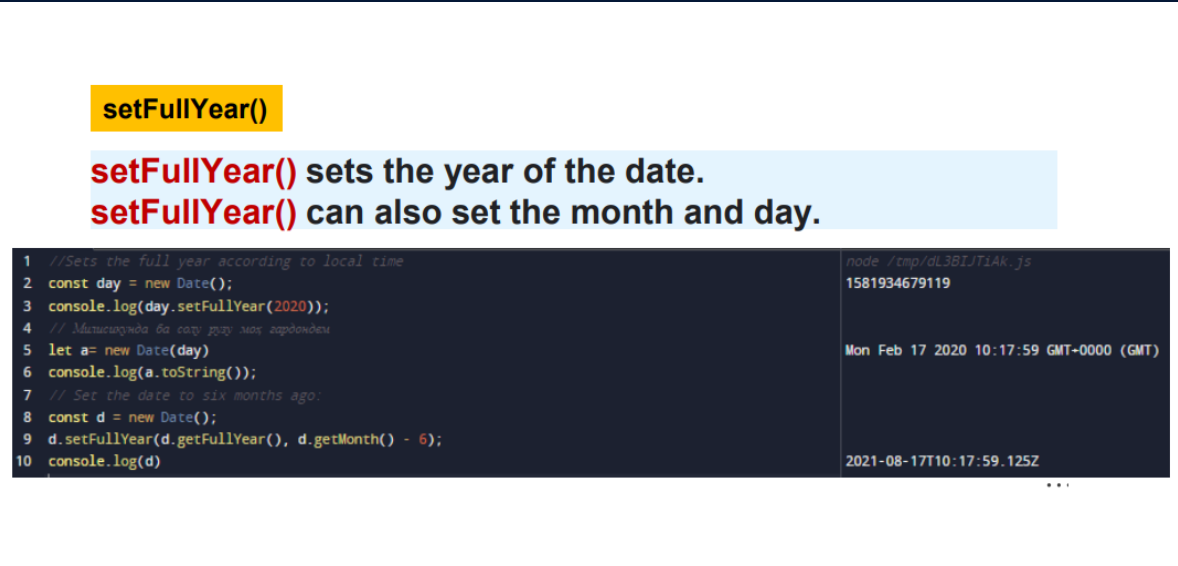 setFullYear()
setFullYear() sets the year of the date.
setFullYear() can also set the month and day.
1 //Sets the full year according to local time
2 const day = new Date();
3 console.log(day.setFullYear(2020));
4 // ба солу рузу моҳ
5 let a= new Date(day)
6 console.log(a.toString());
7 // Set the date to six months ago:
8 const d = new Date();
9 d.setFullYear(d.getFullYear(), d.getMonth() - 6);
10 console.log(d)
node /tmp/dL3BIJTiAk.js
1581934679119
Mon Feb 17 2020 10:17:59 GMT+0000 (GMT)
2021-08-17T10:17:59.125Z